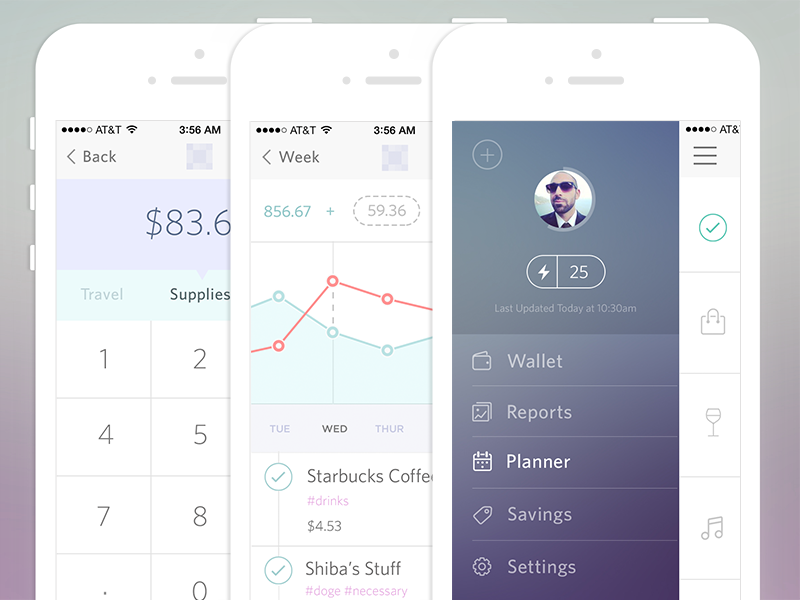 AT&T 3:56 AM
Back
$83.6
Travel Supplies
1 2
4 5
7 8
. 0
AT&T 3:56 AM
Week
856.67 + 59.36
TUE WED THUR
Starbucks Coffe
#drinks
$4.53
Shiba's Stuff
#doge #necessary
25
Last Updated Today at 10:30am
Wallet
Reports
Planner
Savings
Settings
AT&